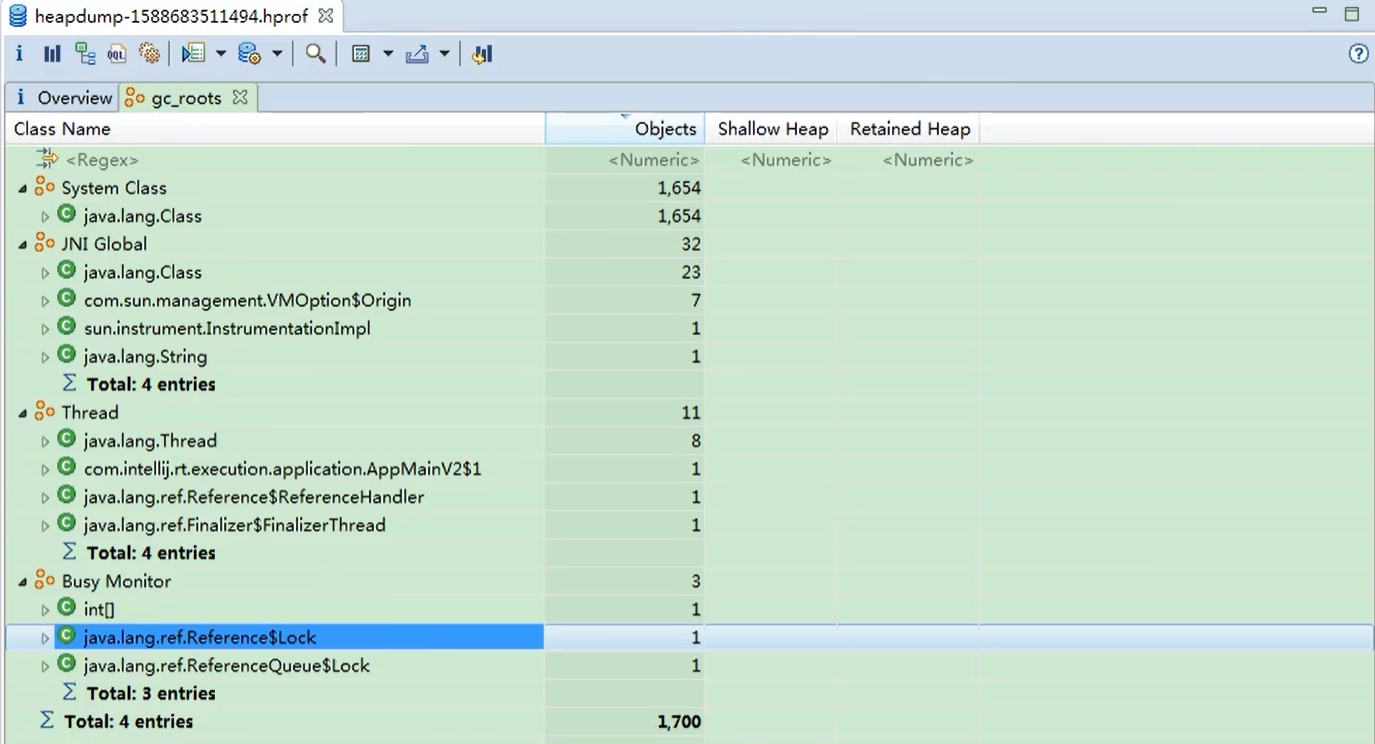 heapdump-1588683511494.hprof
i OQL ?
i Overview gc_roots
Class Name Objects Shallow Heap Retained Heap
<Regex> <Numeric> <Numeric> <Numeric>
System Class 1,654
C java.lang.Class 1,654
JNI Global 32
C java.lang.Class 23
C com.sun.management.VMOption$Origin 7
C sun.instrument.InstrumentationImpl 1
C java.lang.String 1
Σ Total: 4 entries
Thread 11
C java.lang.Thread 8
C com.intellij.rt.execution.application.AppMainV2$1 1
C java.lang.ref.Reference$ReferenceHandler 1
C java.lang.ref.Finalizer$FinalizerThread 1
Σ Total: 4 entries
Busy Monitor 3
C int[] 1
C java.lang.ref.Reference$Lock 1
C java.lang.ref.ReferenceQueue$Lock 1
Σ Total: 3 entries
Σ Total: 4 entries 1,700